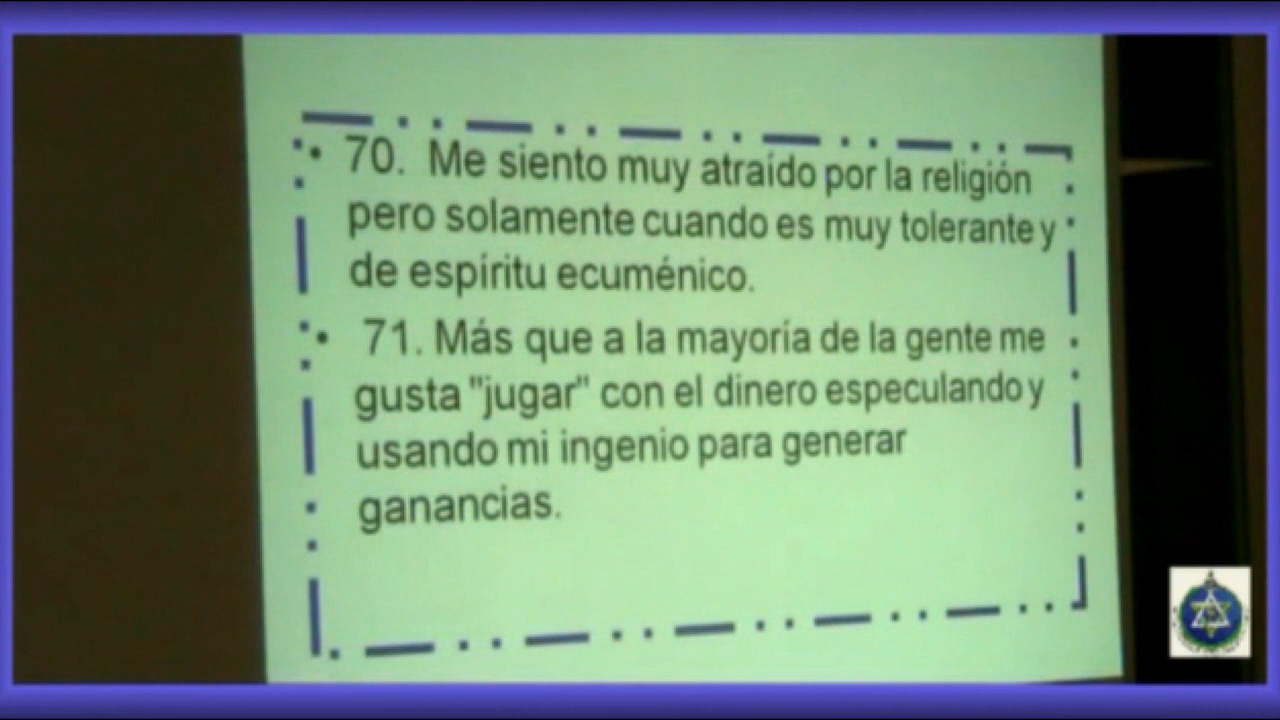 • 70. Me siento muy atraído por la religión
pero solamente cuando es muy tolerante y
de espíritu ecuménico.
• 71. Más que a la mayoría de la gente me
gusta "jugar" con el dinero especulando y
usando mi ingenio para generar
ganancias.